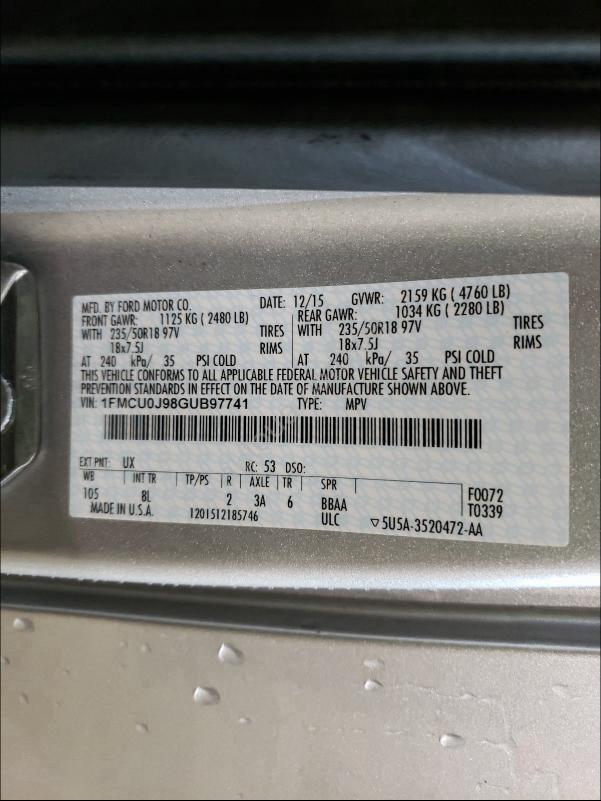 MFD. BY FORD MOTOR CO. DATE: 12/15 GVWR: 2159 KG ( 4760 LB)
FRONT GAWR: 1125 KG ( 2480 LB) REAR GAWR: 1034 KG ( 2280 LB)
WITH 235/50R18 97V TIRES WITH 235/50R18 97V TIRES
18x7.5J RIMS 18x7.5J RIMS
AT 240 kPa/ 35 PSI COLD AT 240 kPa/ 35 PSI COLD
THIS VEHICLE CONFORMS TO ALL APPLICABLE FEDERAL MOTOR VEHICLE SAFETY AND THEFT
PREVENTION STANDARDS IN EFFECT ON THE DATE OF MANUFACTURE SHOWN ABOVE.
VIN: 1FMCU0J98GUB97741 TYPE: MPV
EXT PNT: UX RC: 53 DSO:
WB INT TR TP/PS R AXLE TR SPR
105 8L 2 3A 6 BBAA F0072
MADE IN U.S.A. 1201512185746 ULC T0339
▽5U5A-3520472-AA